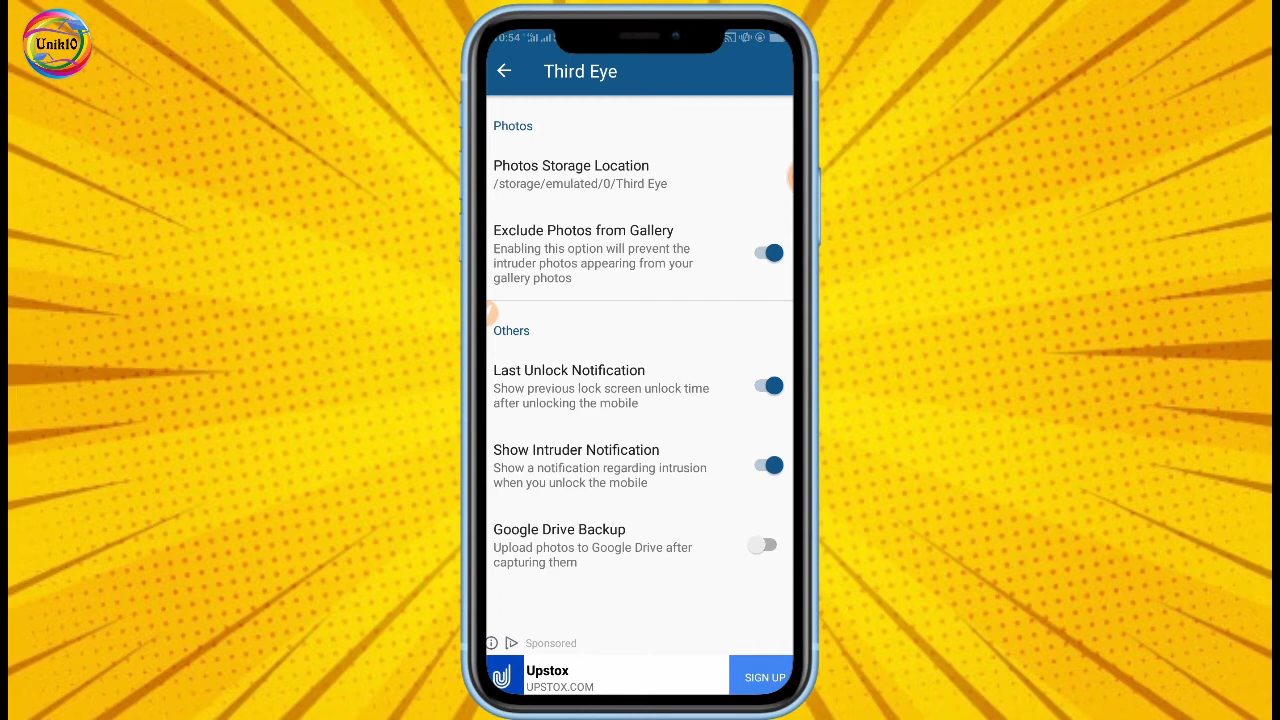 Unik10
10:54
Third Eye
Photos
Photos Storage Location
/storage/emulated/0/Third Eye
Exclude Photos from Gallery
Enabling this option will prevent the
intruder photos appearing from your
gallery photos
Others
Last Unlock Notification
Show previous lock screen unlock time
after unlocking the mobile
Show Intruder Notification
Show a notification regarding intrusion
when you unlock the mobile
Google Drive Backup
Upload photos to Google Drive after
capturing them
Sponsored
Upstox
UPSTOX.COM
SIGN UP